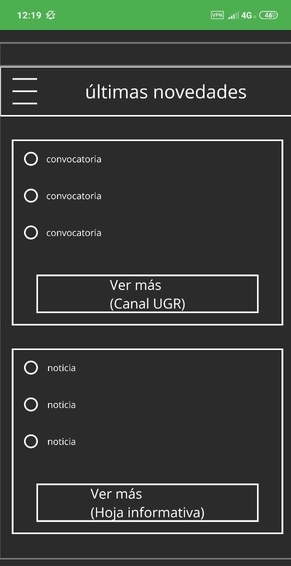 12:19 VPN 4G 48
últimas novedades
convocatoria
convocatoria
convocatoria
Ver más
(Canal UGR)
noticia
noticia
noticia
Ver más
(Hoja informativa)